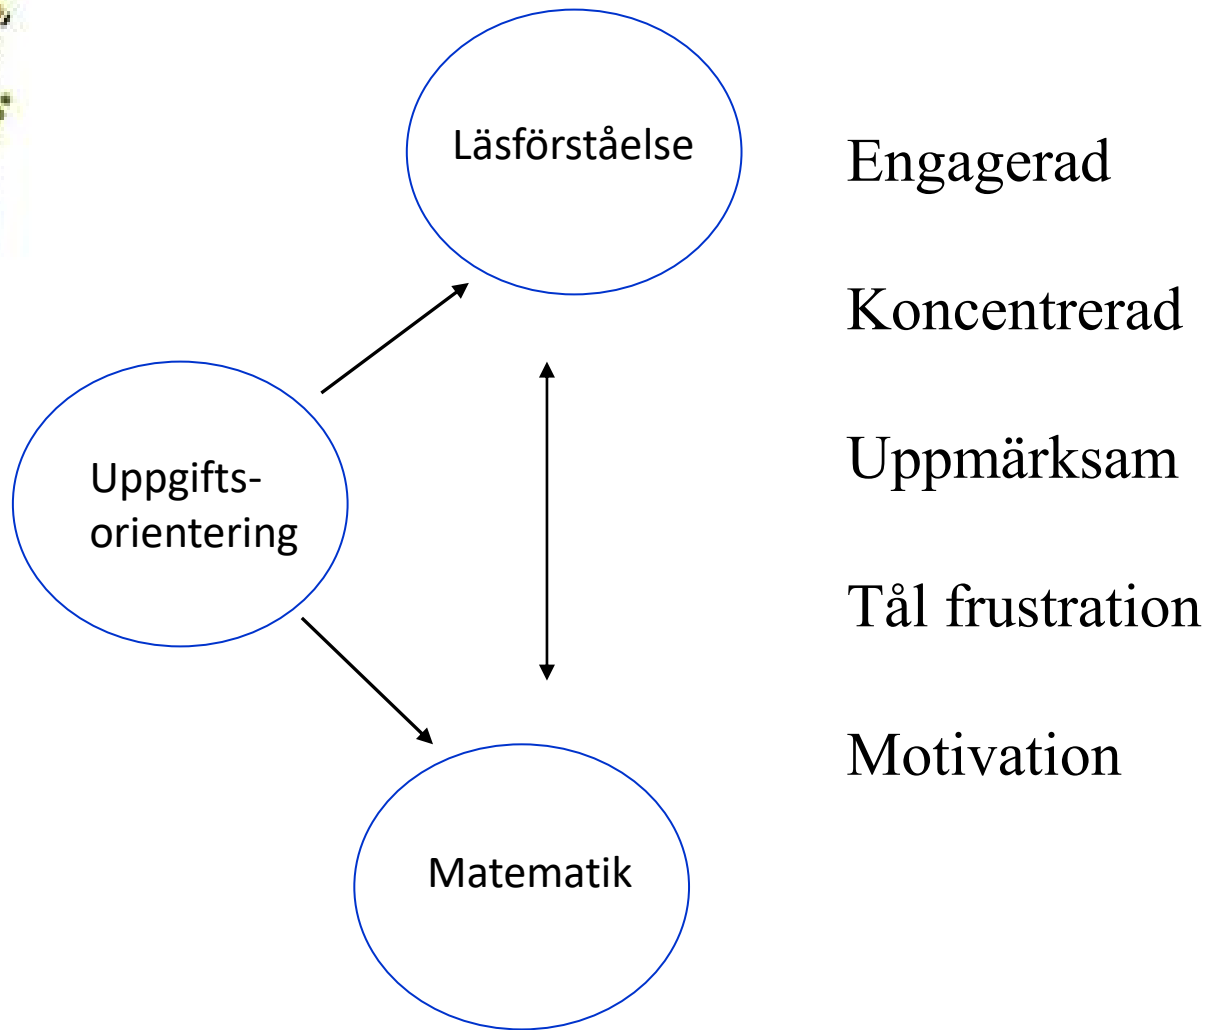 Läsförståelse
Uppgifts-
orientering
Matematik
Engagerad
Koncentrerad
Uppmärksam
Tål frustration
Motivation